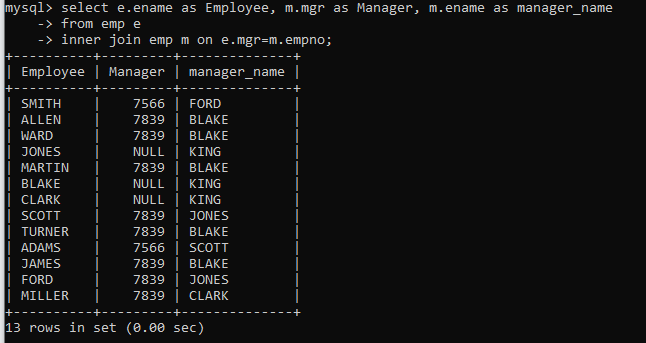 mysql> select e.ename as Employee, m.mgr as Manager, m.ename as manager_name
    -> from emp e
    -> inner join emp m on e.mgr=m.empno;
+----------+---------+--------------+
| Employee | Manager | manager_name |
+----------+---------+--------------+
| SMITH    |    7566 | FORD         |
| ALLEN    |    7839 | BLAKE        |
| WARD     |    7839 | BLAKE        |
| JONES    |    NULL | KING         |
| MARTIN   |    7839 | BLAKE        |
| BLAKE    |    NULL | KING         |
| CLARK    |    NULL | KING         |
| SCOTT    |    7839 | JONES        |
| TURNER   |    7839 | BLAKE        |
| ADAMS    |    7566 | SCOTT        |
| JAMES    |    7839 | BLAKE        |
| FORD     |    7839 | JONES        |
| MILLER   |    7839 | CLARK        |
+----------+---------+--------------+
13 rows in set (0.00 sec)